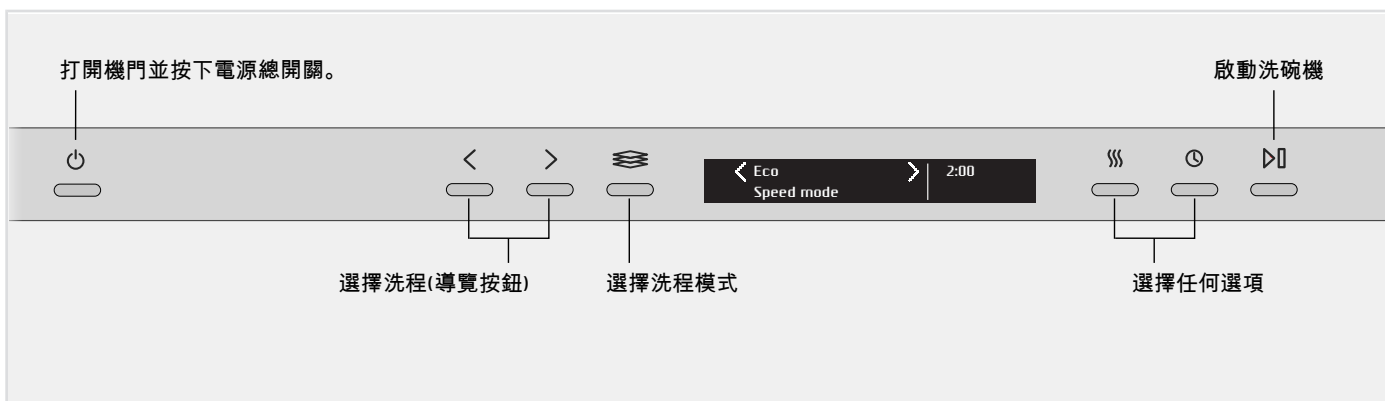 打開機門並按下電源總開關。
啟動洗碗機
Eco
2:00
Speed mode
選擇洗程(導覽按鈕)
選擇洗程模式
選擇任何選項